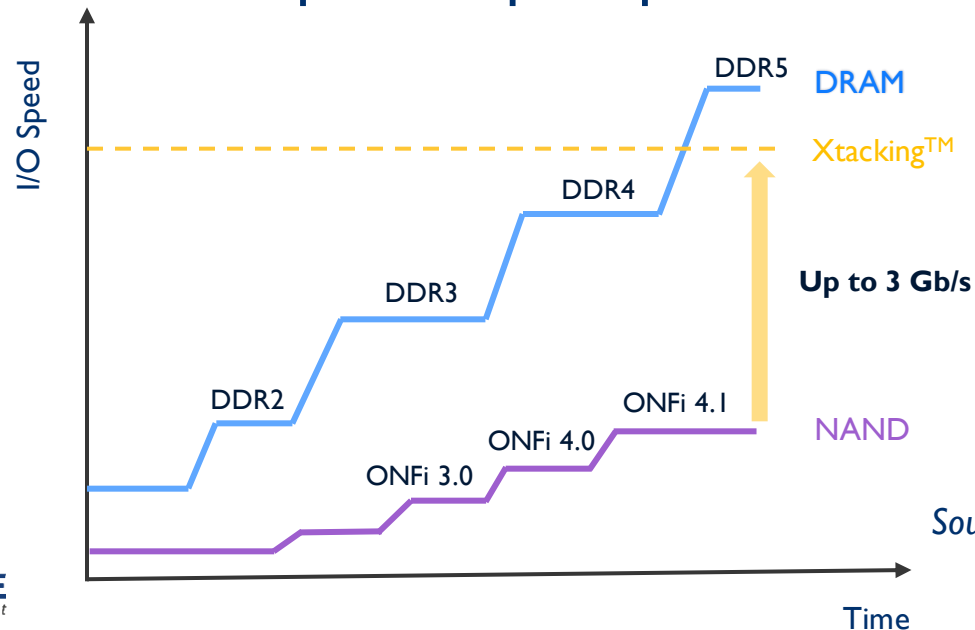 I/O Speed
DDR5
DRAM
Xtacking™
DDR4
Up to 3 Gb/s
DDR3
DDR2
ONFi 4.1
NAND
ONFi 4.0
ONFi 3.0
Time